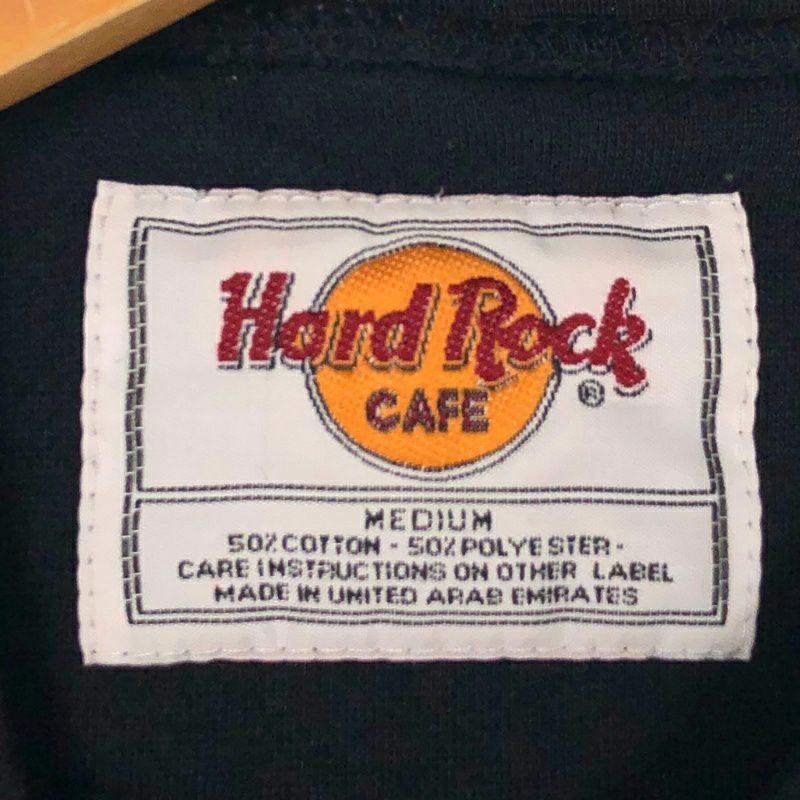 Hard Rock
CAFE
®
MEDIUM
50% COTTON - 50% POLYESTER -
CARE INSTRUCTIONS ON OTHER LABEL
MADE IN UNITED ARAB EMIRATES